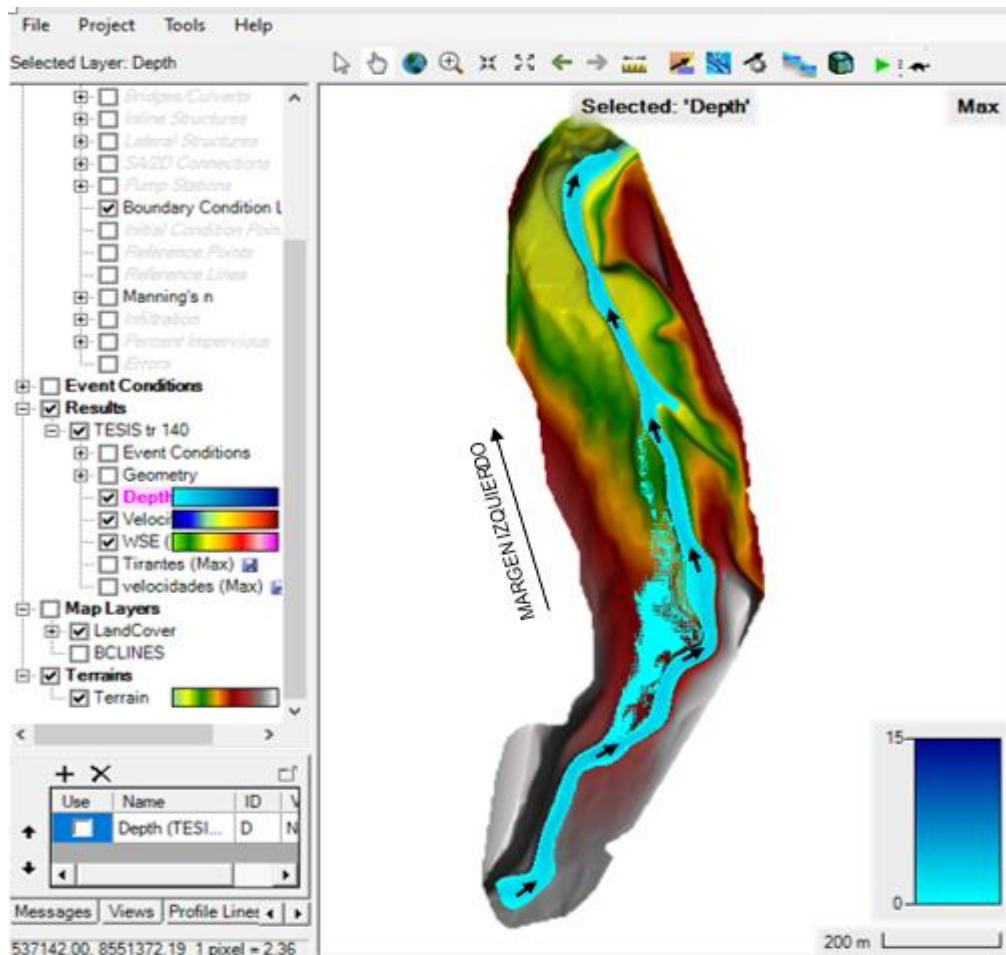 File Project Tools Help
Selected Layer: Depth
Bridges/Culverts
Inline Structures
Lateral Structures
SA/2D Connections
Pump Stations
Boundary Condition L
Initial Condition Poin
Reference Points
Reference Lines
Manning's n
Infiltration
Percent Impervious
Errors
Event Conditions
Results
TESIS tr 140
Event Conditions
Geometry
Depth
Veloci
WSE (
Tirantes (Max)
velocidades (Max)
Map Layers
LandCover
BCLINES
Terrains
Terrain
Use Name ID V
Depth (TESI... D N
Messages Views Profile Lines
537142.00, 8551372.19 1 pixel = 2.36
Selected: 'Depth' Max
MARGEN IZQUIERDO
15
0
200 m